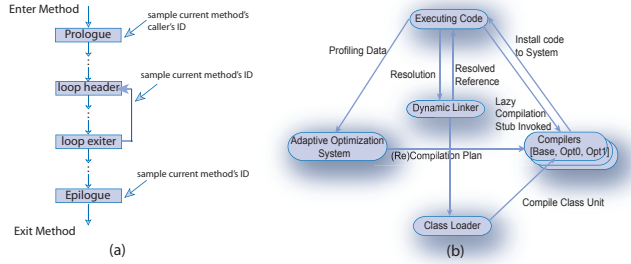 Enter Method
sample current method's
caller's ID
Prologue
sample current method's ID
loop header
loop exiter
sample current method's ID
Epilogue
Exit Method
(a)
Executing Code
Profiling Data
Install code
to System
Resolution
Resolved
Reference
Dynamic Linker
Lazy
Compilation
Stub Invoked
Adaptive Optimization
System
(Re)Compilation Plan
Compilers
[Base, Opt0, Opt1]
Compile Class Unit
Class Loader
(b)